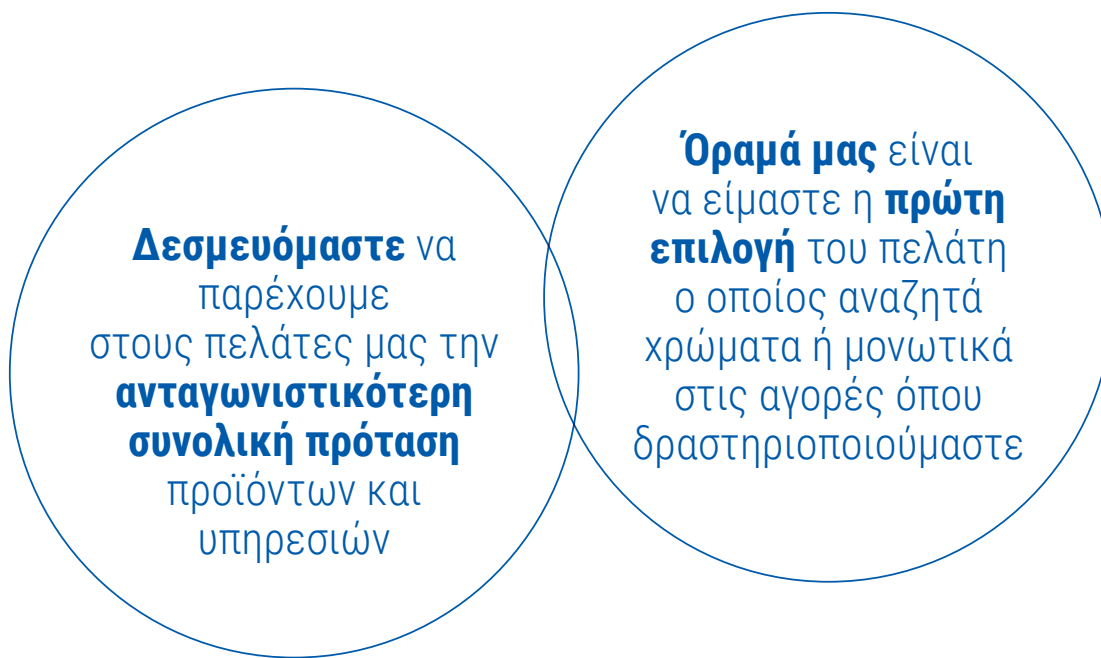 Δεσμευόμαστε να
παρέχουμε
στους πελάτες μας την
ανταγωνιστικότερη
συνολική πρόταση
προϊόντων και
υπηρεσιών
Όραμά μας είναι
να είμαστε η πρώτη
επιλογή του πελάτη
ο οποίος αναζητά
χρώματα ή μονωτικά
στις αγορές όπου
δραστηριοποιούμαστε